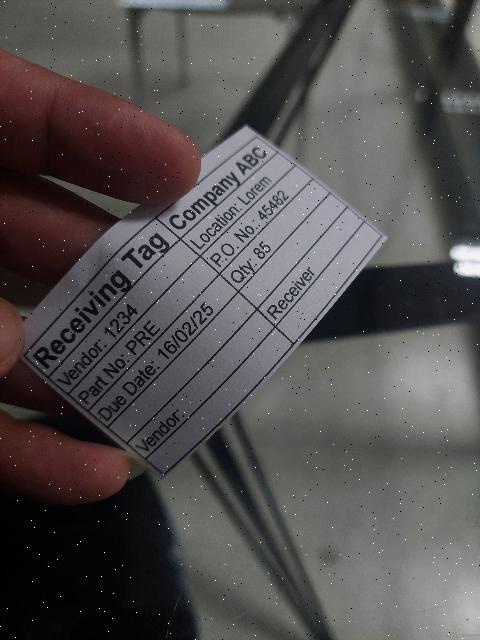 Receiving Tag Company ABC
Vendor: 1234 Location: Lorem
Part No: PRE P.O. No.: 45482
Due Date: 16/02/25 Qty: 85
Vendor: Receiver